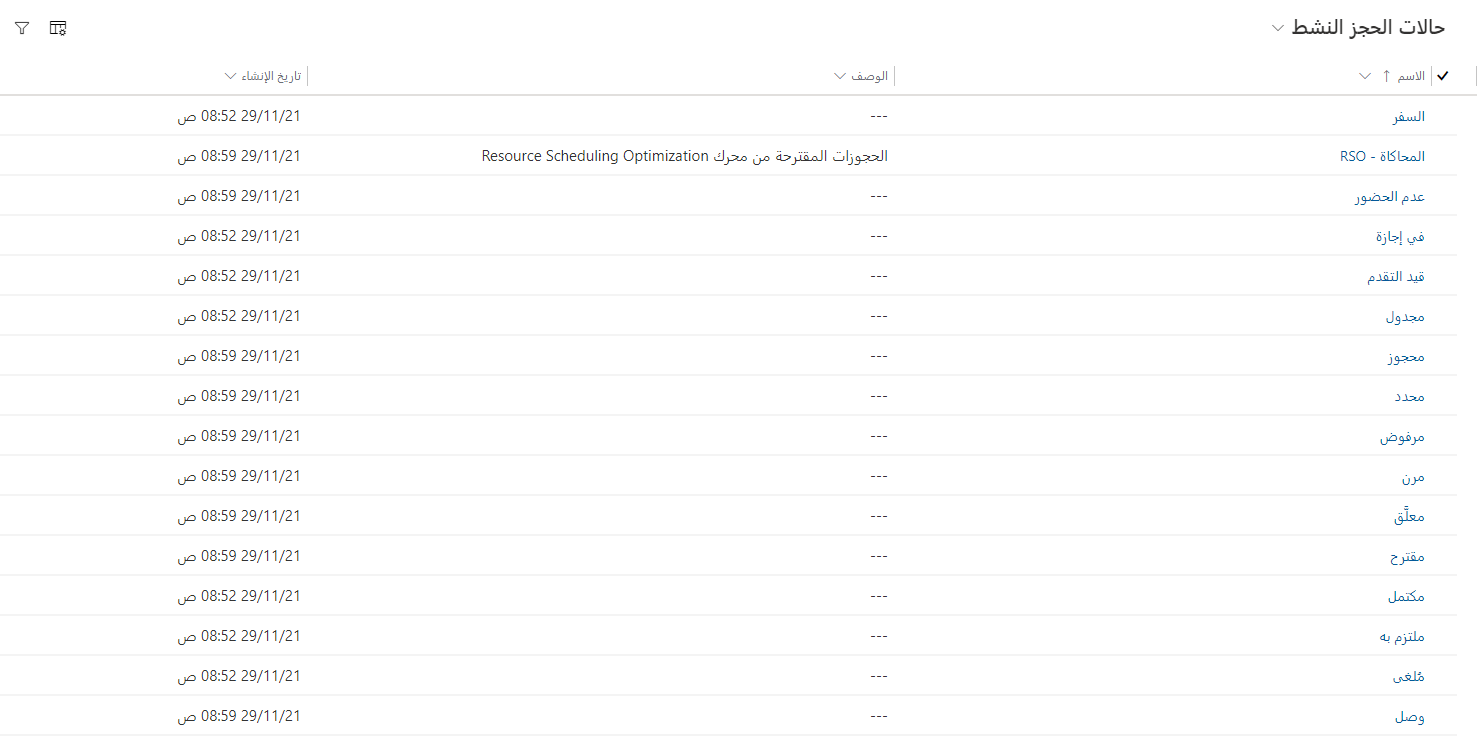 حالات الحجز النشط
الاسم ↑ الوصف تاريخ الإنشاء
السفر --- 29/11/21 08:52 ص
المحاكاة - RSO الحجوزات المقترحة من محرك Resource Scheduling Optimization 29/11/21 08:59 ص
عدم الحضور --- 29/11/21 08:59 ص
في إجازة --- 29/11/21 08:52 ص
قيد التقدم --- 29/11/21 08:52 ص
مجدول --- 29/11/21 08:52 ص
محجوز --- 29/11/21 08:59 ص
محدد --- 29/11/21 08:59 ص
مرفوض --- 29/11/21 08:59 ص
مرن --- 29/11/21 08:59 ص
معلَّق --- 29/11/21 08:59 ص
مقترح --- 29/11/21 08:59 ص
مكتمل --- 29/11/21 08:52 ص
ملتزم به --- 29/11/21 08:52 ص
مُلغى --- 29/11/21 08:52 ص
وصل --- 29/11/21 08:59 ص